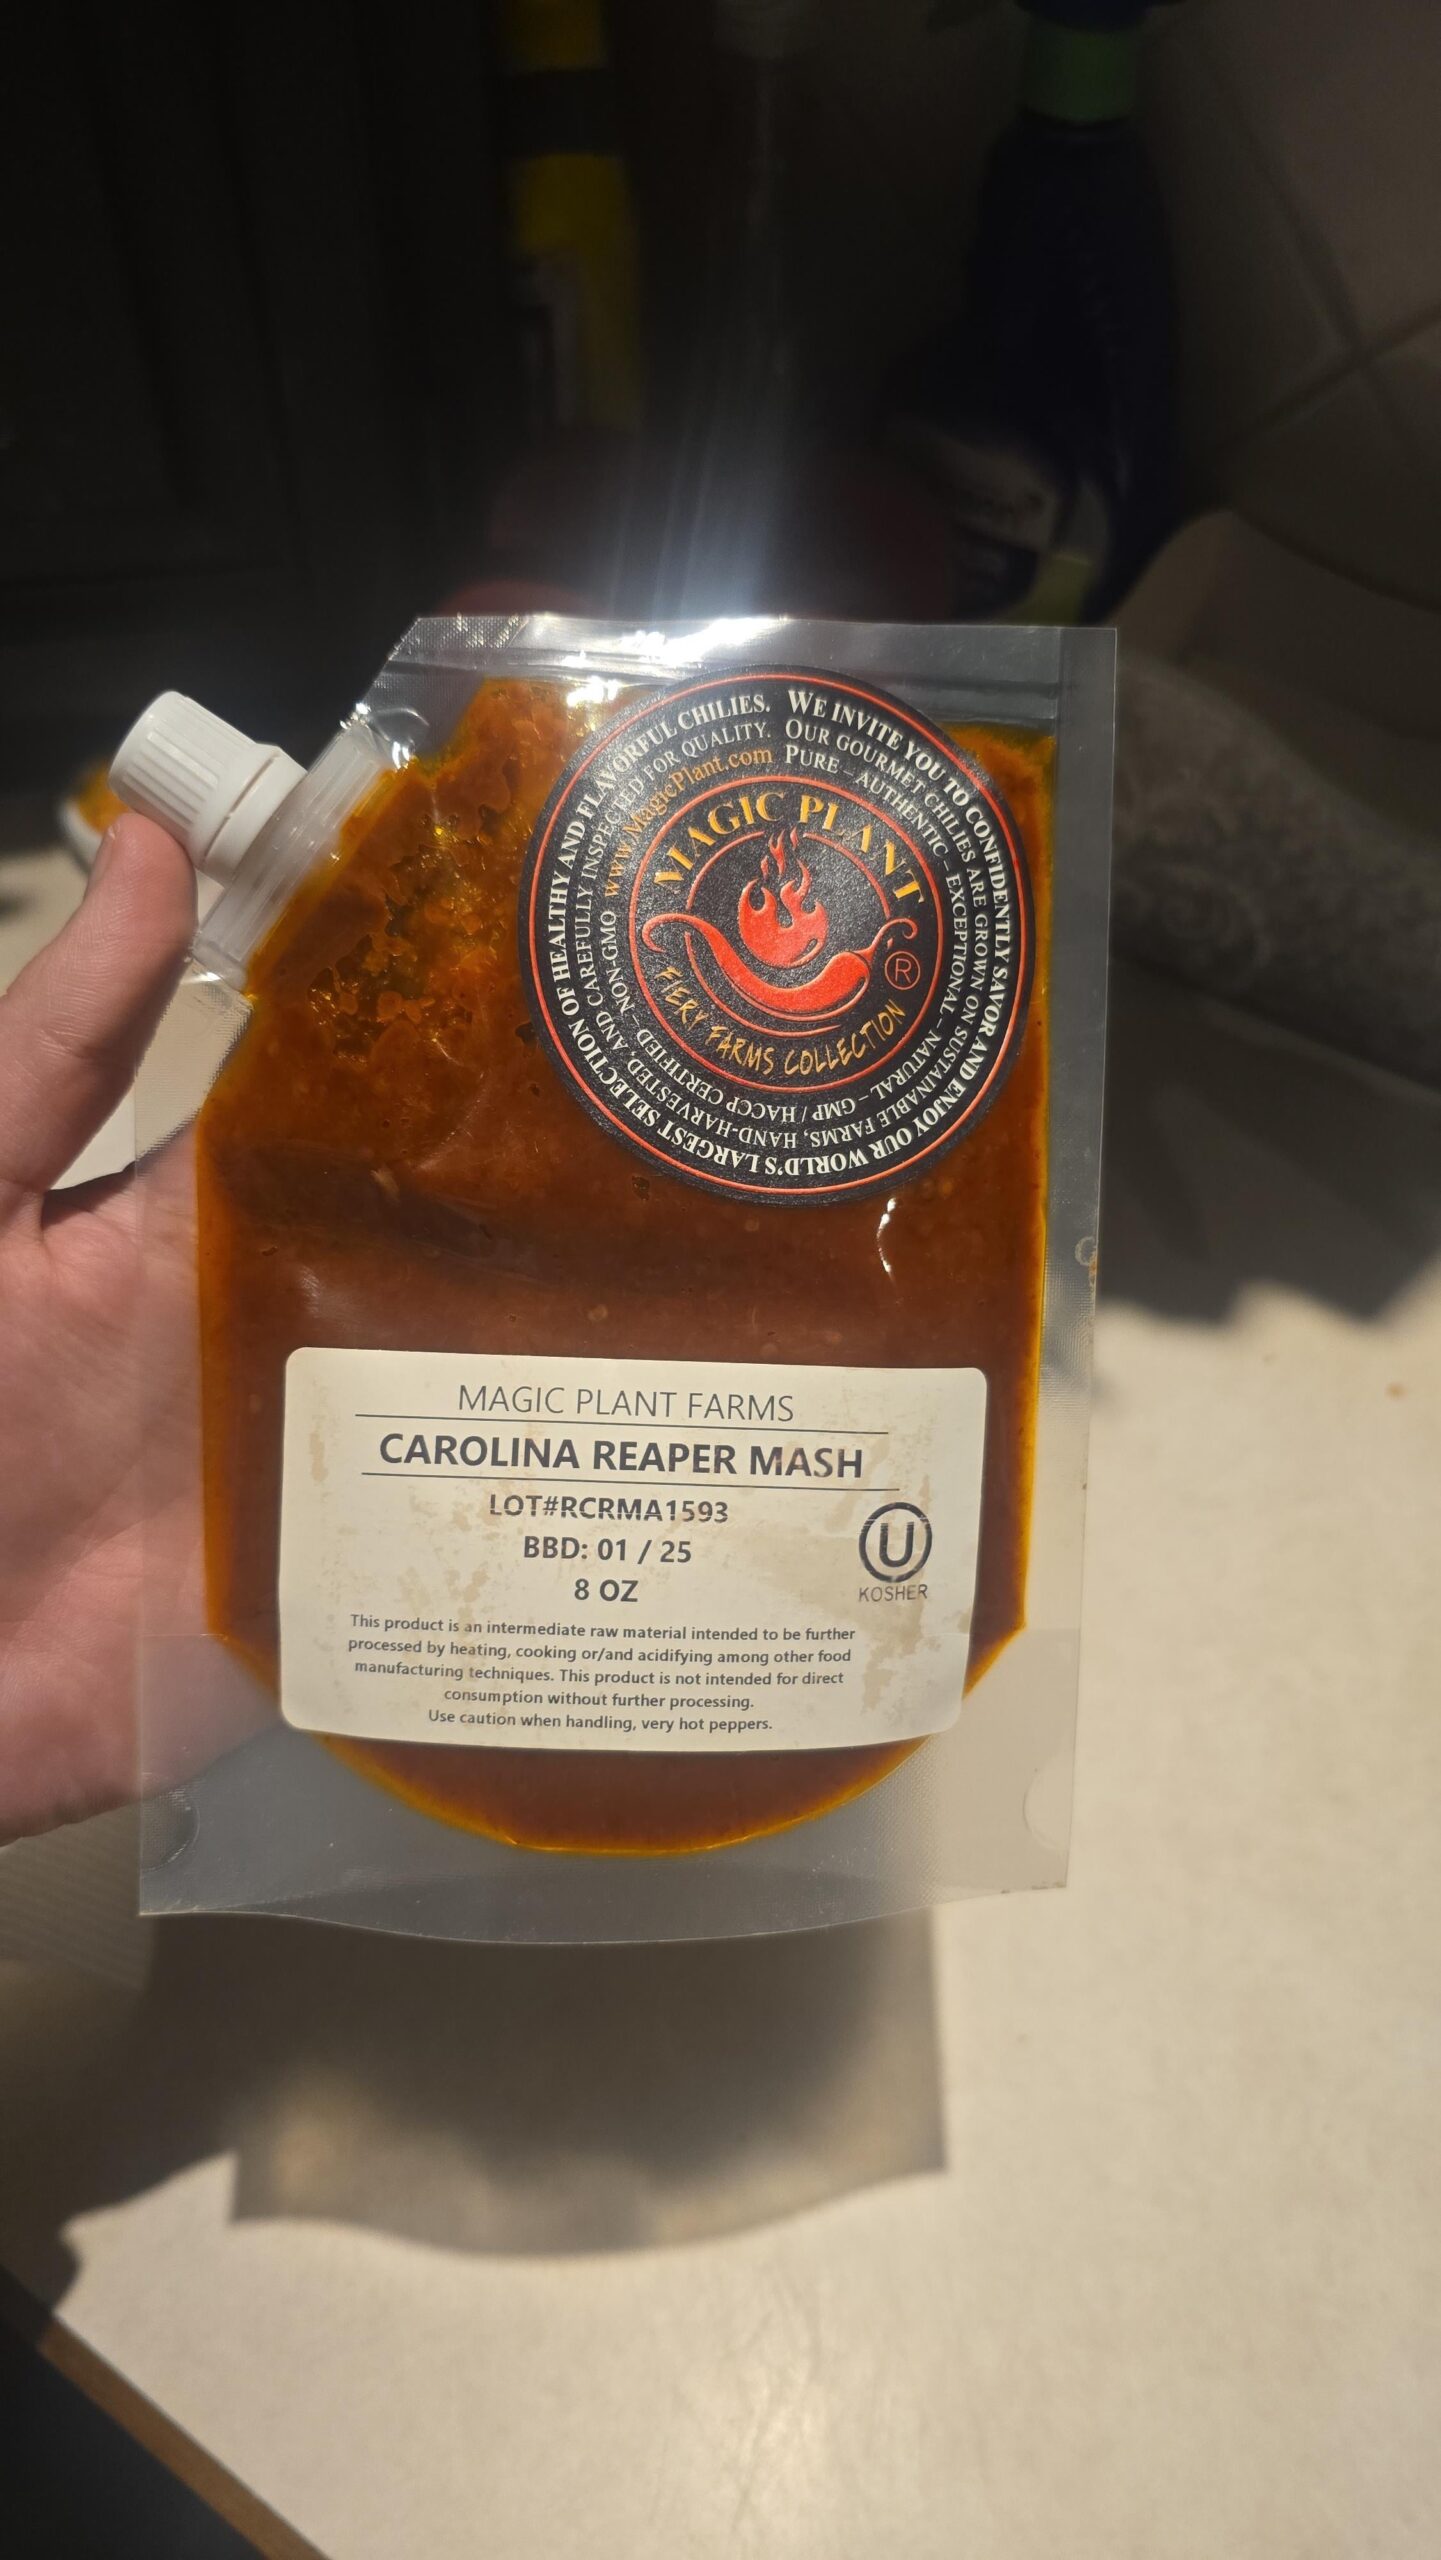 WE INVITE YOU TO CONFIDENTLY SAVOR AND ENJOY OUR WORLD'S LARGEST SELECTION OF HEALTHY AND FLAVORFUL CHILIES.
OUR GOURMET CHILIES ARE GROWN ON SUSTAINABLE FARMS, HAND-HARVESTED, AND CAREFULLY INSPECTED FOR QUALITY.
PURE – AUTHENTIC – EXCEPTIONAL – NATURAL – GMP / HACCP CERTIFIED – NON-GMO www.MagicPlant.com
MAGIC PLANT
®
FIERY FARMS COLLECTION
MAGIC PLANT FARMS
CAROLINA REAPER MASH
LOT#RCRMA1593
BBD: 01 / 25
8 OZ
U
KOSHER
This product is an intermediate raw material intended to be further
processed by heating, cooking or/and acidifying among other food
manufacturing techniques. This product is not intended for direct
consumption without further processing.
Use caution when handling, very hot peppers.